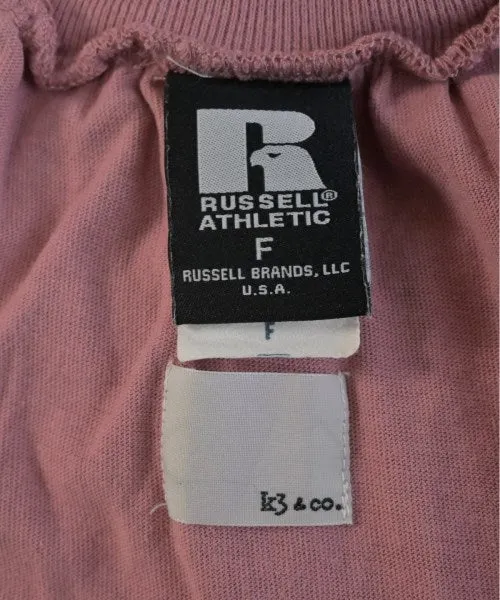 R
RUSSELL®
ATHLETIC
F
RUSSELL BRANDS, LLC
U.S.A.
F
k3 & co.